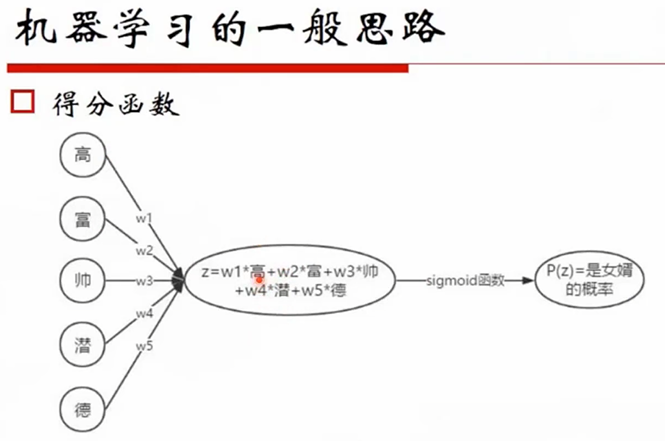 机器学习的一般思路
得分函数
高
富
帅
潜
德
w1
w2
w3
w4
w5
z=w1*高+w2*富+w3*帅
+w4*潜+w5*德
sigmoid函数
P(z)=是女婿
的概率